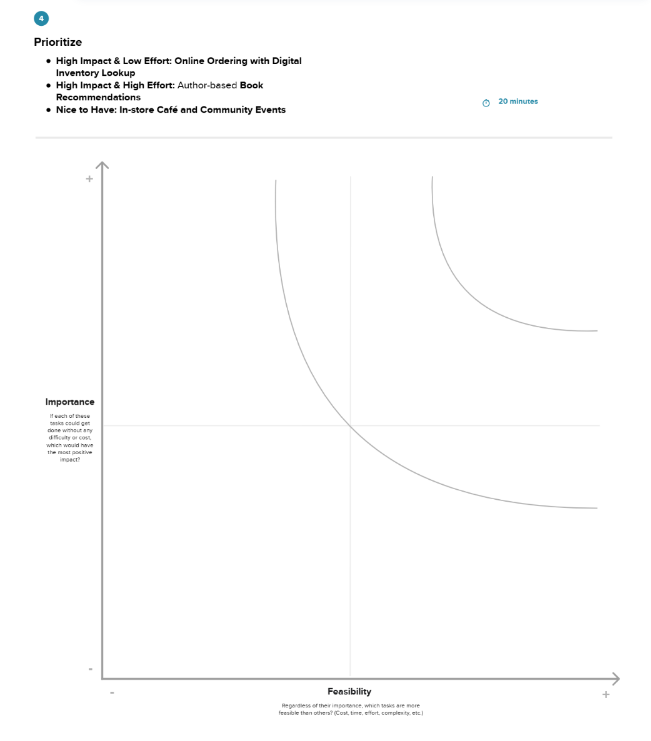 4
Prioritize
● High Impact & Low Effort: Online Ordering with Digital
Inventory Lookup
● High Impact & High Effort: Author-based Book
Recommendations
● Nice to Have: In-store Café and Community Events
20 minutes
+
Importance
If each of these
tasks could get
done without any
difficulty or cost,
which would have
the most positive
impact?
-
-
Feasibility
+
Regardless of their importance, which tasks are more
feasible than others? (Cost, time, effort, complexity, etc.)